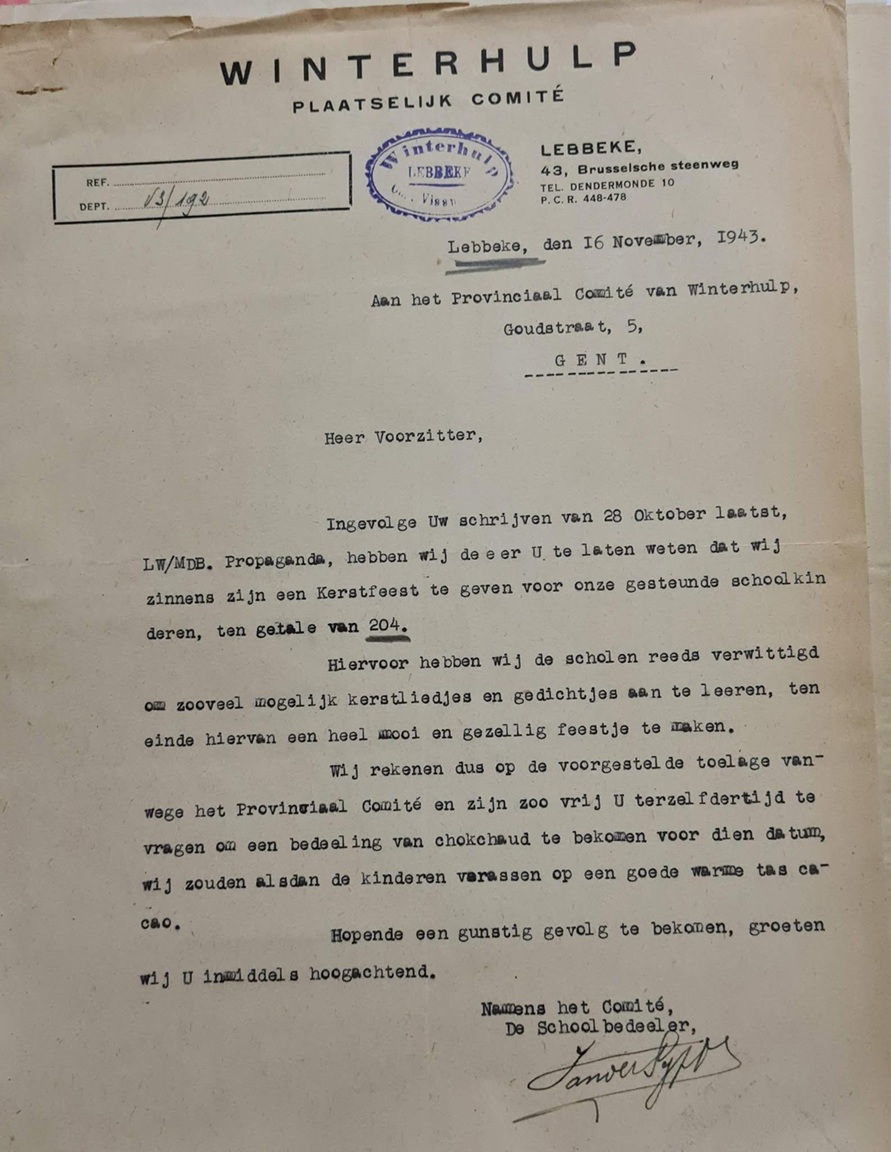 WINTERHULP
PLAATSELIJK COMITÉ
REF.
DEPT. 13/192
Winterhulp
LEBBEKE
LEBBEKE,
43, Brusselsche steenweg
TEL. DENDERMONDE 10
P. C. R. 448-478
Lebbeke, den 16 November, 1943.
Aan het Provinciaal Comité van Winterhulp,
Goudstraat, 5,
G E N T .
Heer Voorzitter,
Ingevolge Uw schrijven van 28 Oktober laatst,
LW/MDB. Propaganda, hebben wij de eer U te laten weten dat wij
zinnens zijn een Kerstfeest te geven voor onze gesteunde schoolkin
deren, ten getale van 204.
Hiervoor hebben wij de scholen reeds verwittigd
om zooveel mogelijk kerstliedjes en gedichtjes aan te leeren, ten
einde hiervan een heel mooi en gezellig feestje te maken.
Wij rekenen dus op de voorgestelde toelage van-
wege het Provinciaal Comité en zijn zoo vrij U terzelfdertijd te
vragen om een bedeeling van chokchaud te bekomen voor dien datum,
wij zouden alsdan de kinderen verassen op een goede warme tas ca-
cao.
Hopende een gunstig gevolg te bekomen, groeten
wij U inmiddels hoogachtend.
Namens het Comité,
De Schoolbedeeler,